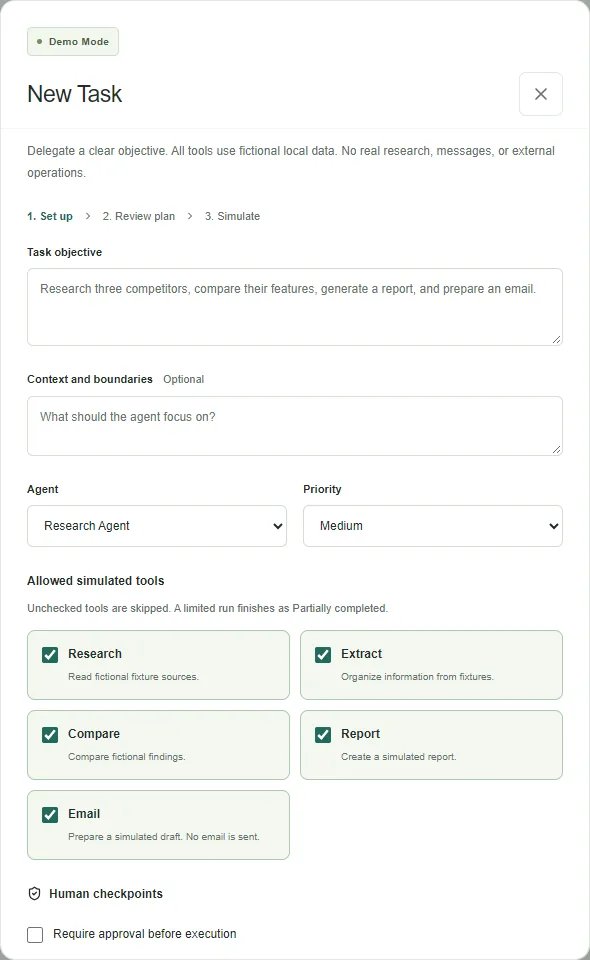 Demo Mode
New Task
Delegate a clear objective. All tools use fictional local data. No real research, messages, or external
operations.
1. Set up > 2. Review plan > 3. Simulate
Task objective
Research three competitors, compare their features, generate a report, and prepare an email.
Context and boundaries Optional
What should the agent focus on?
Agent Priority
Research Agent Medium
Allowed simulated tools
Unchecked tools are skipped. A limited run finishes as Partially completed.
Research
Read fictional fixture sources.
Extract
Organize information from fixtures.
Compare
Compare fictional findings.
Report
Create a simulated report.
Email
Prepare a simulated draft. No email is sent.
Human checkpoints
Require approval before execution